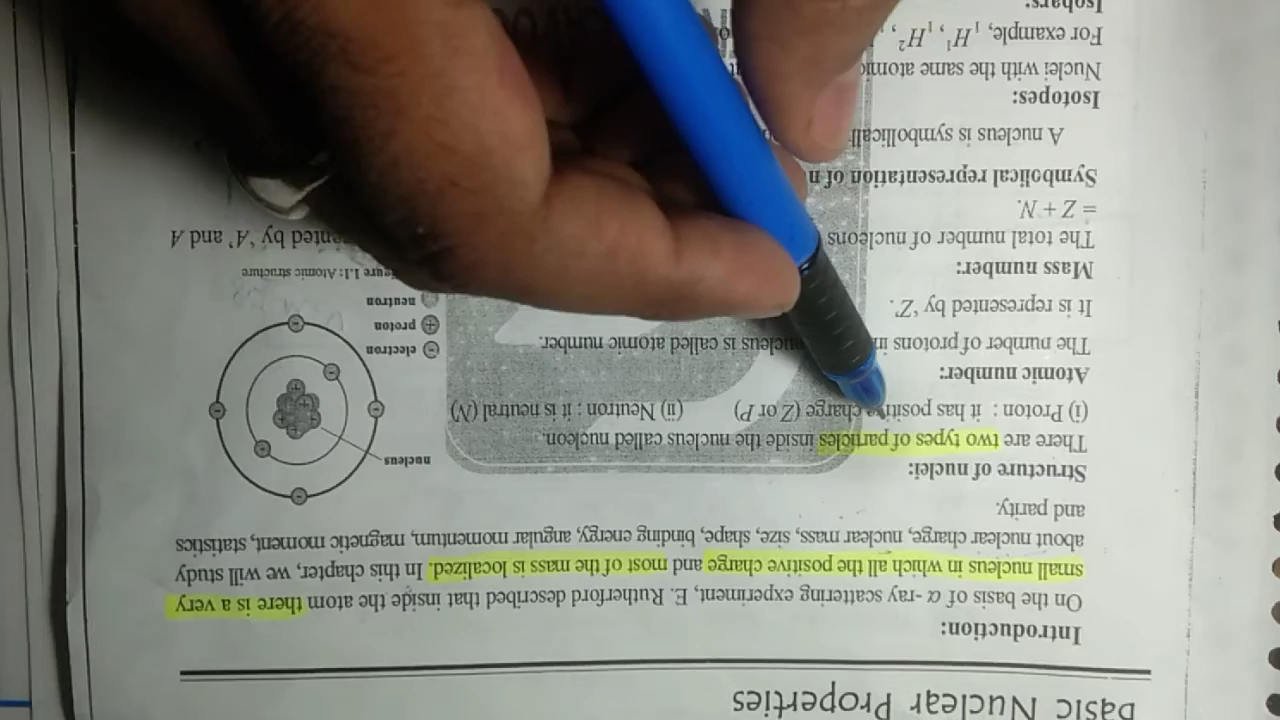 Basic Nuclear Properties
Introduction:
On the basis of α -ray scattering experiment, E. Rutherford described that inside the atom there is a very
small nucleus in which all the positive charge and most of the mass is localized. In this chapter, we will study
about nuclear charge, nuclear mass, size, shape, binding energy, angular momentum, magnetic moment, statistics
and parity.
Structure of nuclei:
There are two types of particles inside the nucleus called nucleon.
(i) Proton : it has positive charge (Z or P) (ii) Neutron ; it is neutral (N)
Atomic number:
The number of protons nucleus is called atomic number.
It is represented by 'Z'.
Mass number:
The total number of nucleons by 'A' and A
= Z + N.
Symbolical representation of
A nucleus is
Isotopes:
Nuclei with the same
For example, ₁H¹, ₁H²,
Isobars:
nucleus
electron
proton
neutron
1.1: Atomic structure